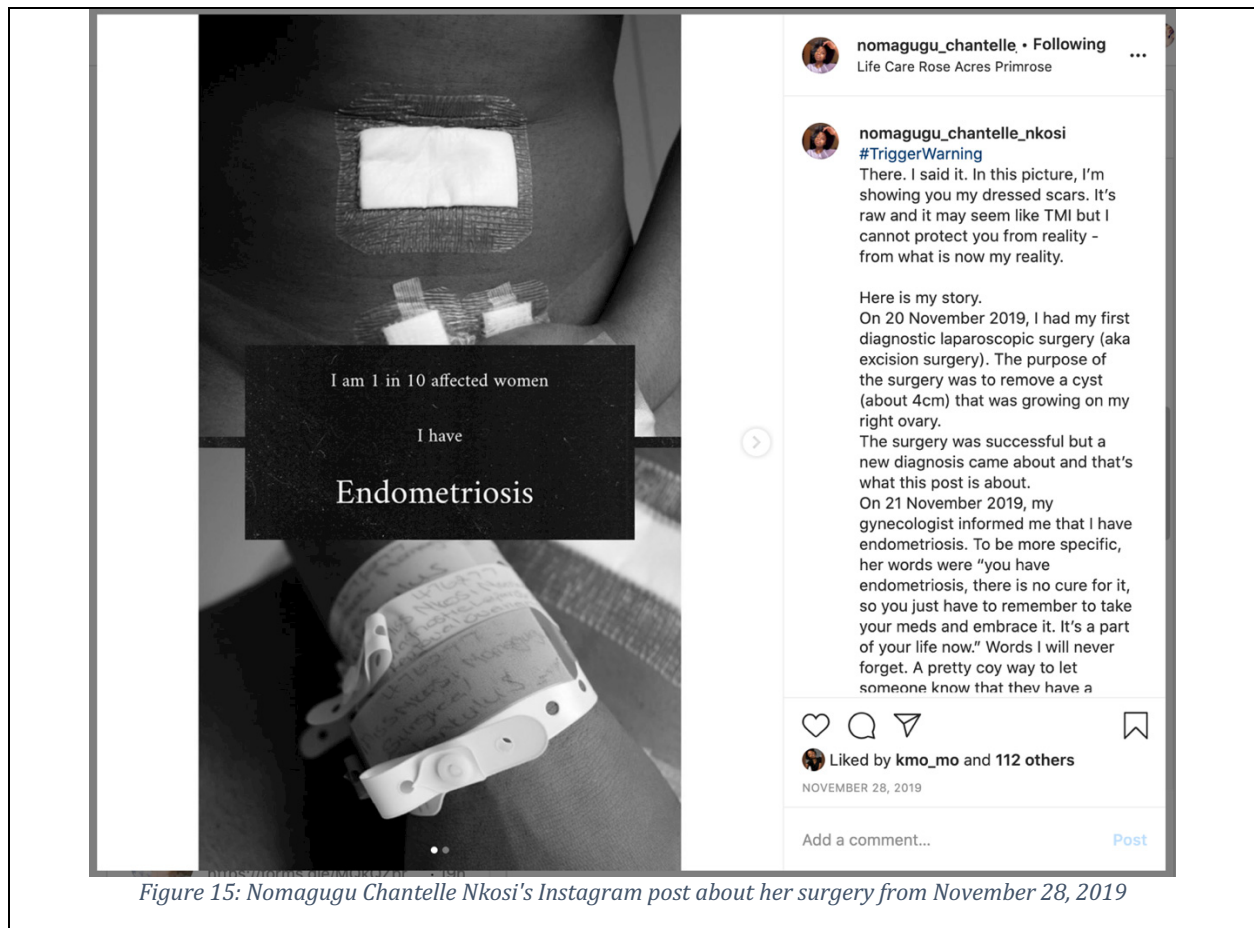 nomagugu_chantelle • Following
Life Care Rose Acres Primrose
nomagugu_chantelle_nkosi
#TriggerWarning
There. I said it. In this picture, I'm
showing you my dressed scars. It's
raw and it may seem like TMI but I
cannot protect you from reality -
from what is now my reality.
Here is my story.
On 20 November 2019, I had my first
diagnostic laparoscopic surgery (aka
excision surgery). The purpose of
the surgery was to remove a cyst
(about 4cm) that was growing on my
right ovary.
The surgery was successful but a
new diagnosis came about and that's
what this post is about.
On 21 November 2019, my
gynecologist informed me that I have
endometriosis. To be more specific,
her words were “you have
endometriosis, there is no cure for it,
so you just have to remember to take
your meds and embrace it. It's a part
of your life now.” Words I will never
forget. A pretty coy way to let
someone know that they have a
I am 1 in 10 affected women
I have
Endometriosis
Liked by kmo_mo and 112 others
NOVEMBER 28, 2019
Add a comment... Post
Figure 15: Nomagugu Chantelle Nkosi's Instagram post about her surgery from November 28, 2019